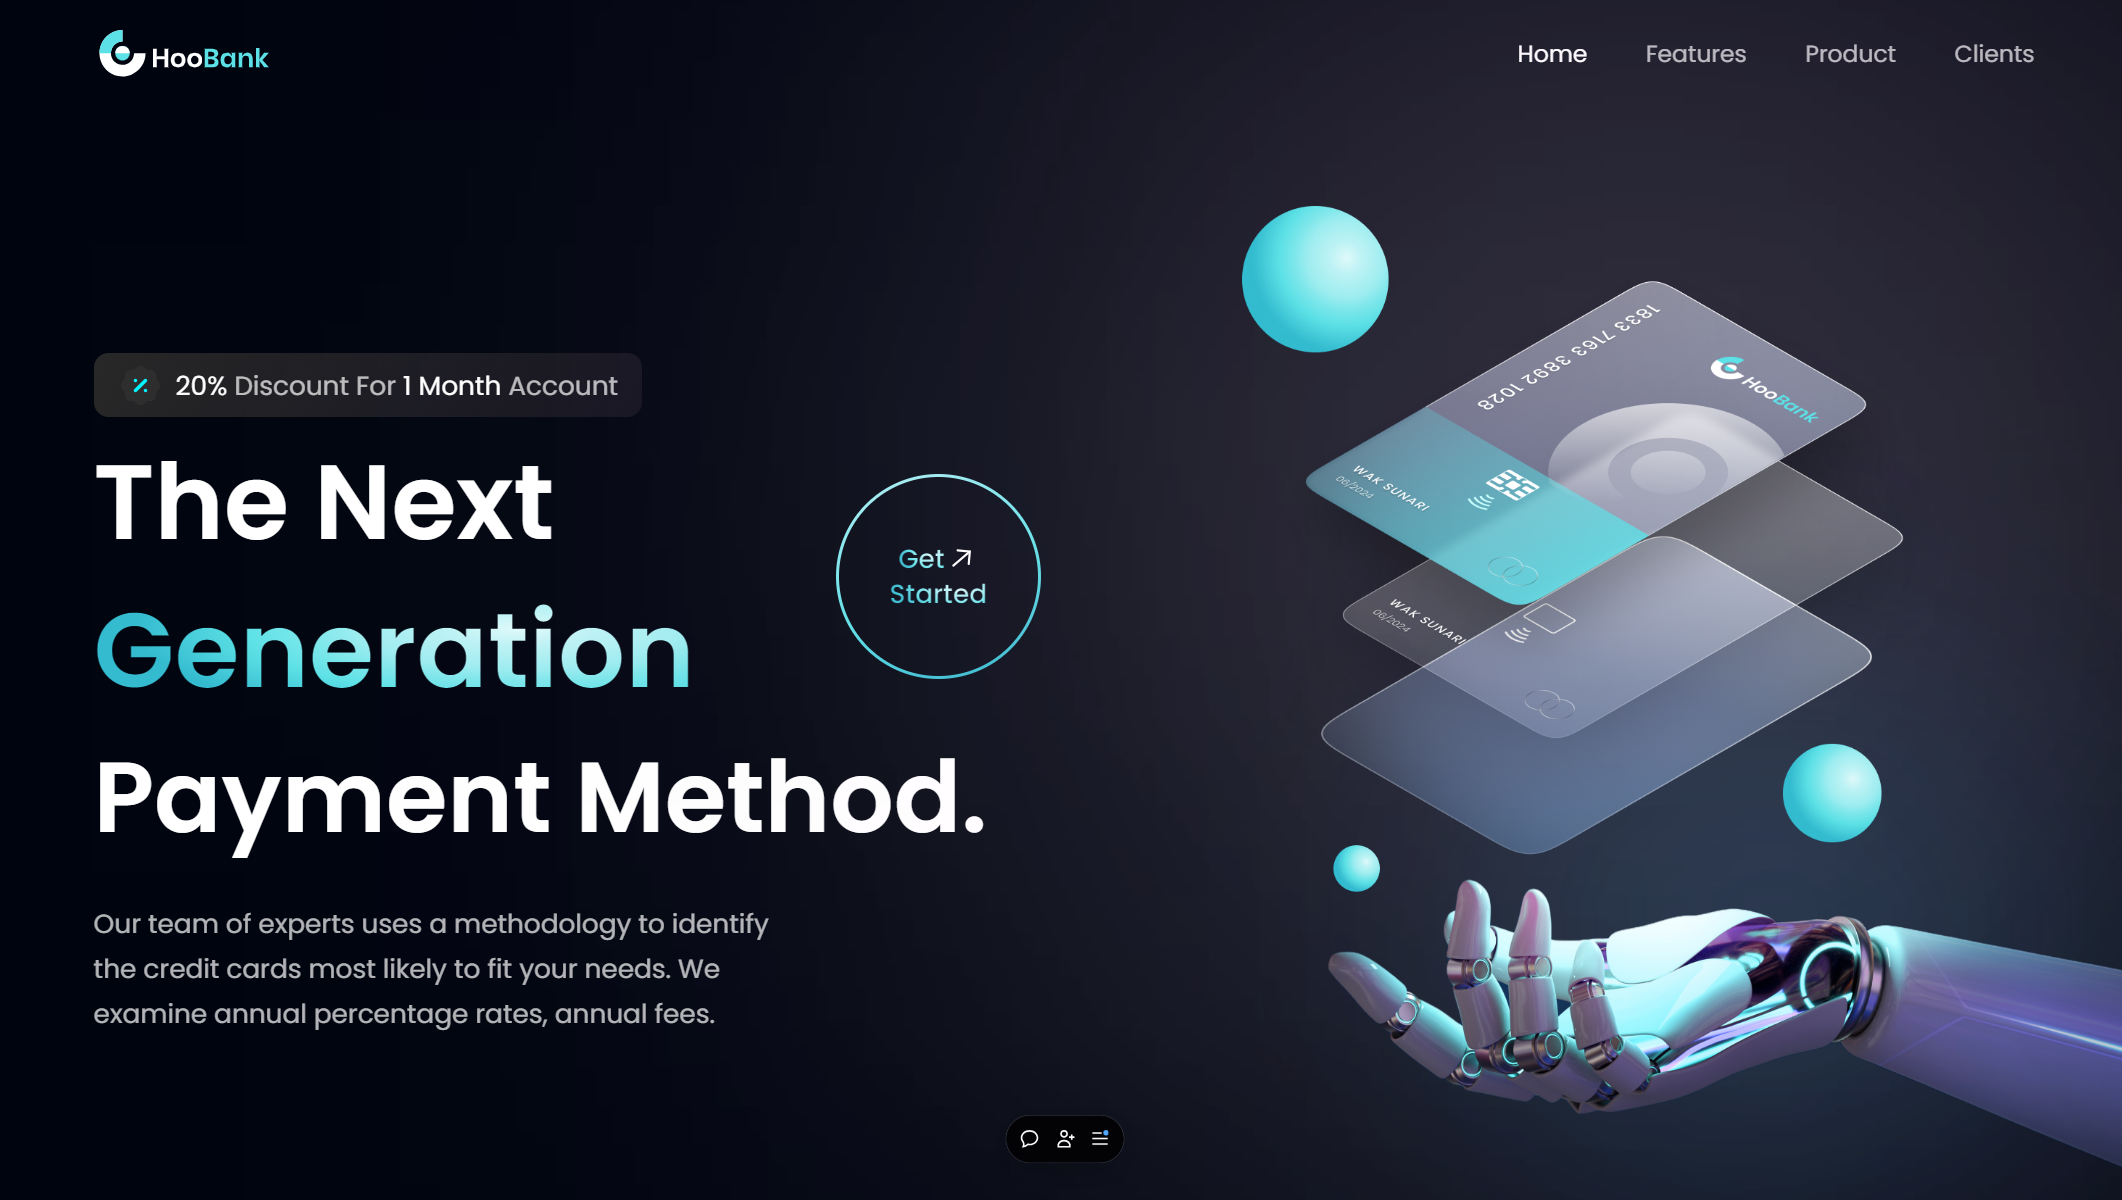 HooBank
Home
Features
Product
Clients
20% Discount For 1 Month Account
The Next
Generation
Payment Method.
Get
Started
Our team of experts uses a methodology to identify
the credit cards most likely to fit your needs. We
examine annual percentage rates, annual fees.
1833 7163 3892 1028
HooBank
WAK SUNARI
06/2024
WAK SUNARI
06/2024